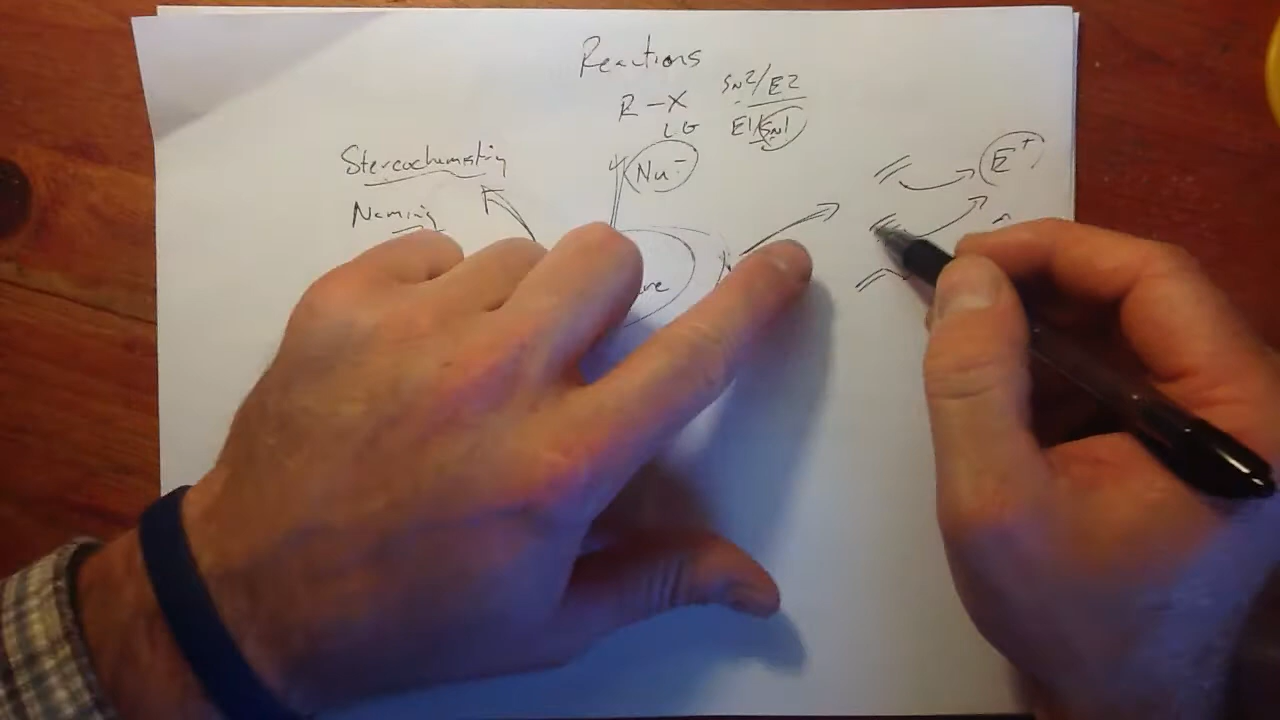 Reactions
R-X SN2/E2
LG E1/SN1
Stereochemistry Nu⁻ E⁺
Naming